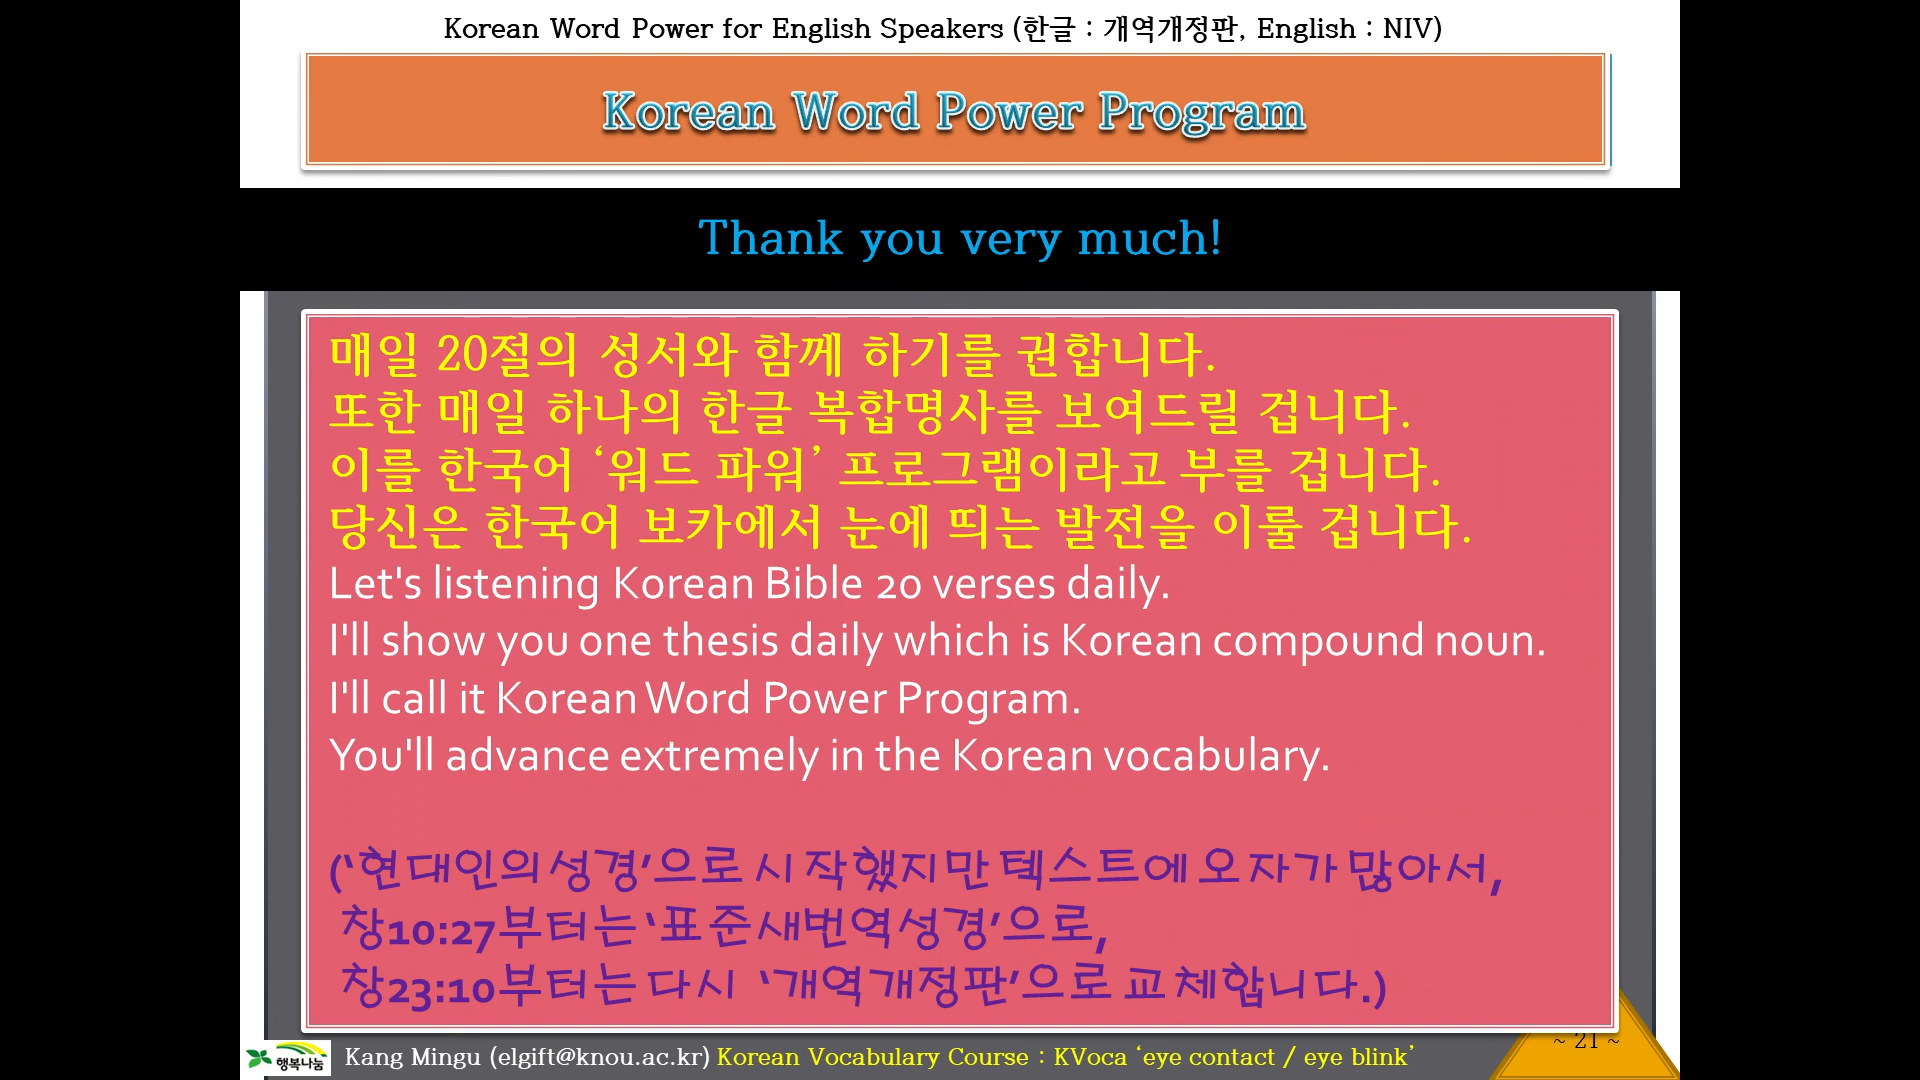 Korean Word Power for English Speakers (한글 : 개역개정판, English : NIV)
Korean Word Power Program
Thank you very much!
매일 20절의 성서와 함께 하기를 권합니다.
또한 매일 하나의 한글 복합명사를 보여드릴 겁니다.
이를 한국어 ‘워드 파워’ 프로그램이라고 부를 겁니다.
당신은 한국어 보카에서 눈에 띄는 발전을 이룰 겁니다.
Let's listening Korean Bible 20 verses daily.
I'll show you one thesis daily which is Korean compound noun.
I'll call it Korean Word Power Program.
You'll advance extremely in the Korean vocabulary.
(‘현대인의 성경’으로 시작했지만 텍스트에 오자가 많아서,
창10:27부터는 ‘표준새번역성경’으로,
창23:10부터는 다시 ‘개역개정판’으로 교체합니다.)
~ 21 ~
행복나눔 Kang Mingu (elgift@knou.ac.kr) Korean Vocabulary Course : KVoca ‘eye contact / eye blink’